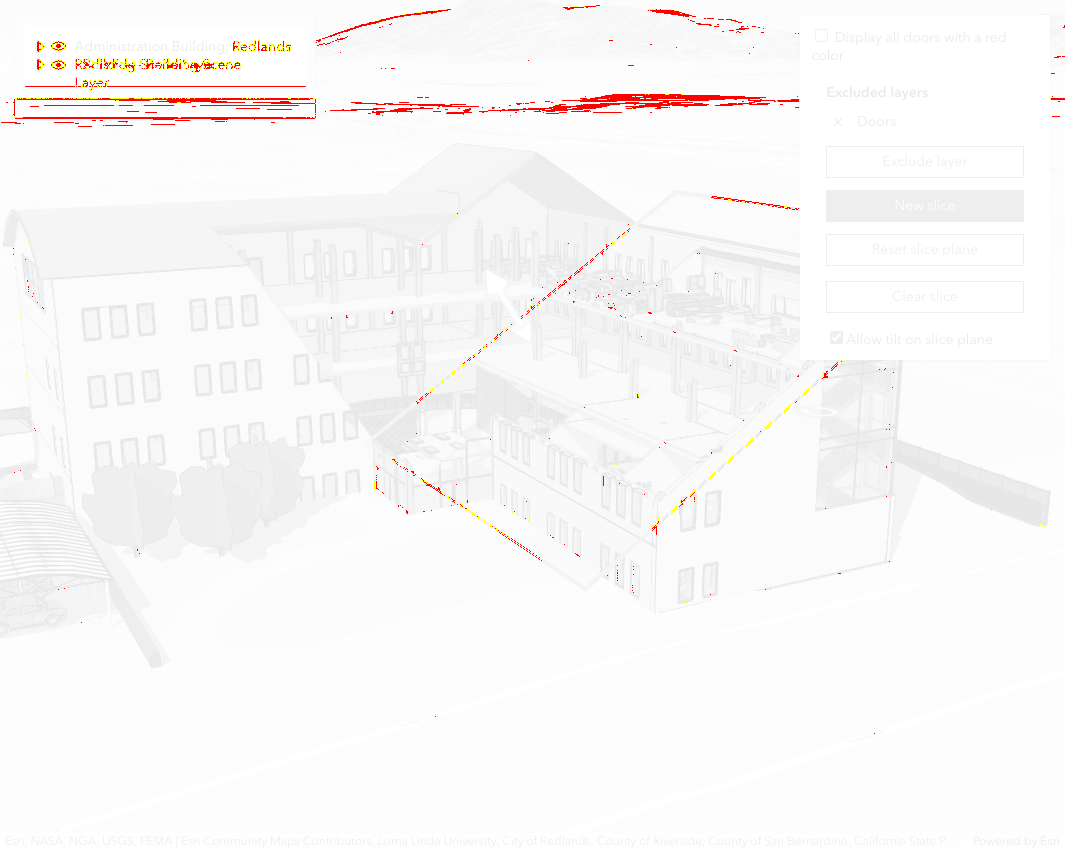 Administration Building, Redlands
Building Scene
Layer
Display all doors with a red
color
Excluded layers
× Doors
Exclude layer
New slice
Reset slice plane
Clear slice
Allow tilt on slice plane
Esri, NASA, NGA, USGS, FEMA | Esri Community Maps Contributors, Loma Linda University, City of Redlands, County of Riverside, County of San Bernardino, California State P... Powered by Esri